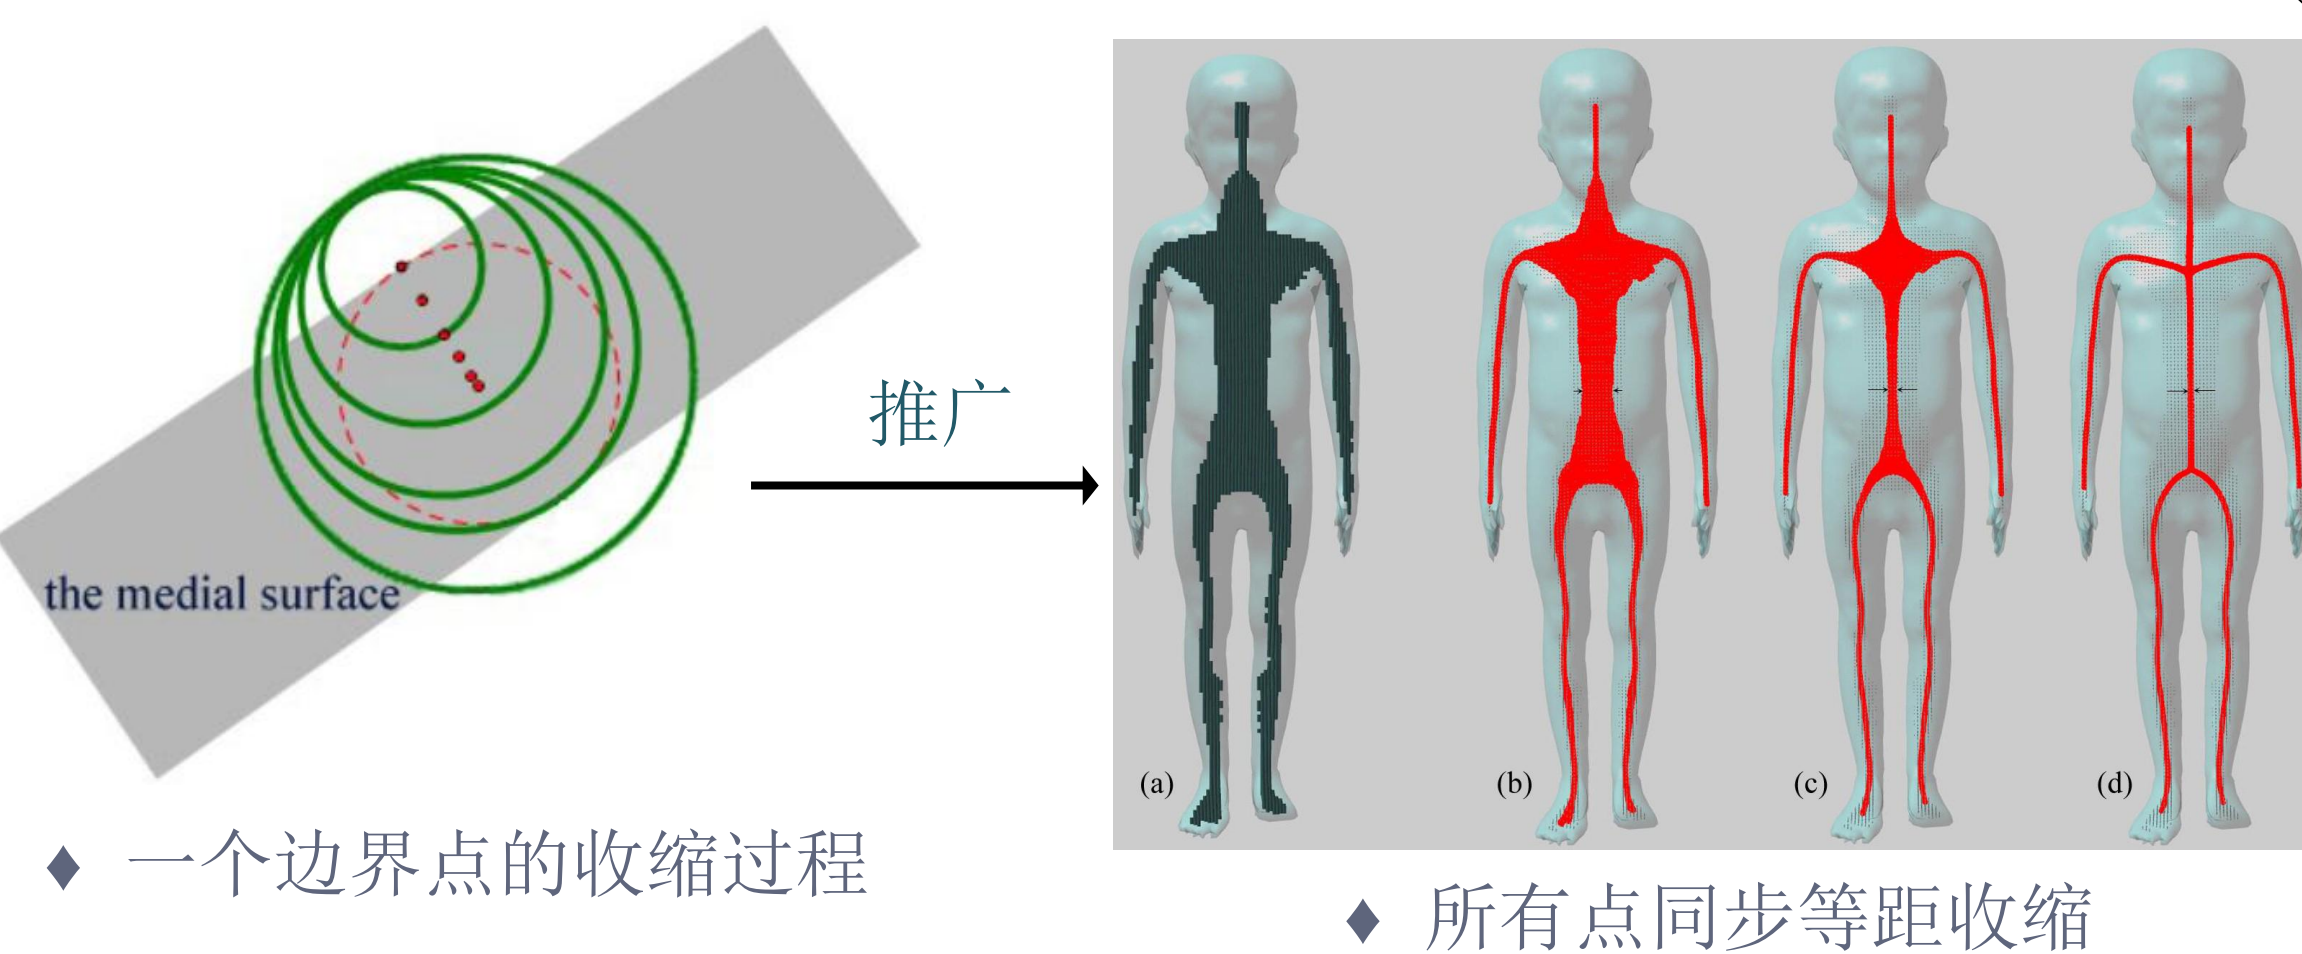 the medial surface
推广
(a)
(b)
(c)
(d)
♦ 一个边界点的收缩过程
♦ 所有点同步等距收缩